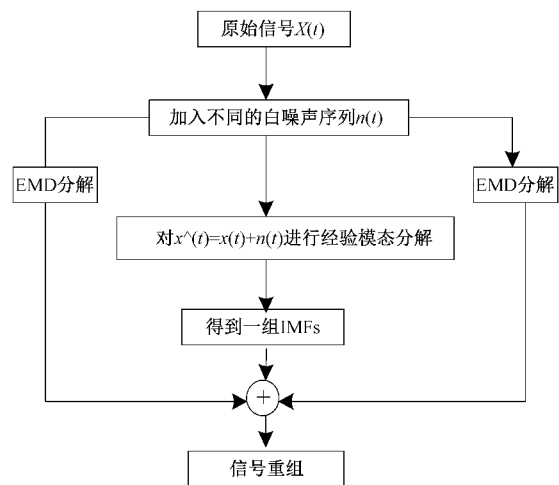 原始信号X(t)
加入不同的白噪声序列n(t)
EMD分解
EMD分解
对x^(t)=x(t)+n(t)进行经验模态分解
得到一组IMFs
+
信号重组